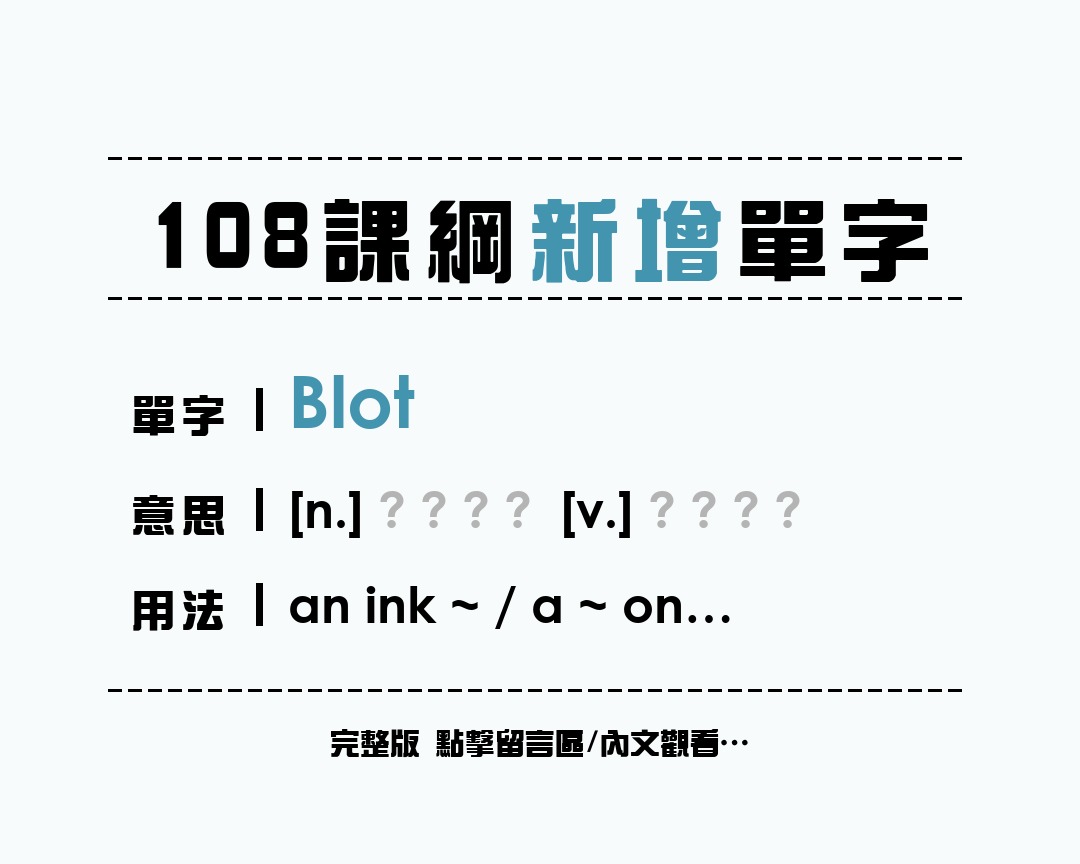 108課綱新增單字
單字 | Blot
意思 | [n.] ？？？？ [v.] ？？？？
用法 | an ink ~ / a ~ on...
完整版 點擊留言區/內文觀看…